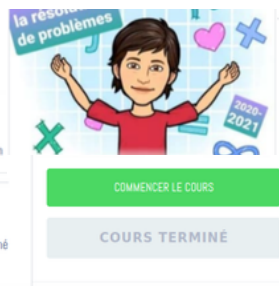 la résolution
de problèmes
2020-
2021
COMMENCER LE COURS
COURS TERMINÉ